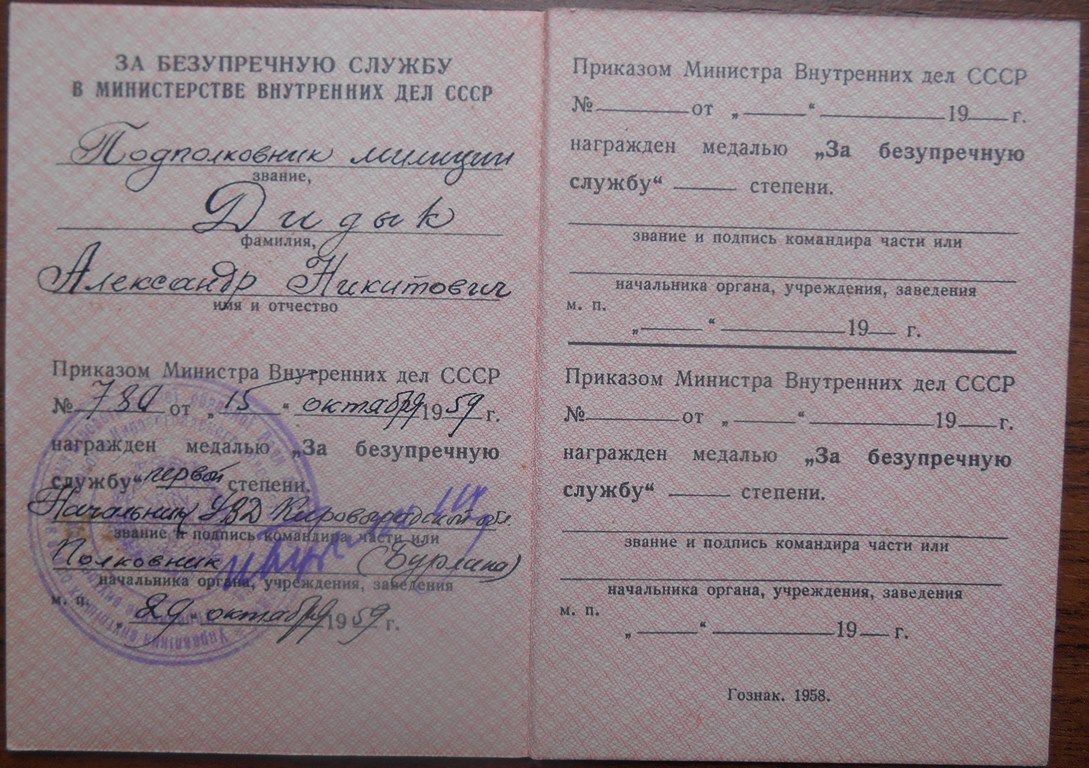 ЗА БЕЗУПРЕЧНУЮ СЛУЖБУ
В МИНИСТЕРСТВЕ ВНУТРЕННИХ ДЕЛ СССР
Подполковник милиции
звание,
Дидык
фамилия,
Александр Никитович
имя и отчество
Приказом Министра Внутренних дел СССР
№ 780 от „15“ октября 1959 г.
награжден медалью „За безупречную
службу“ первой степени.
Начальник УВД Кировоградской обл.
звание и подпись командира части или
Полковник (Бурлака)
начальника органа, учреждения, заведения
м. п.
„29“ октября 1959 г.
Приказом Министра Внутренних дел СССР
№ от „ “ 19 г.
награжден медалью „За безупречную
службу“ степени.
звание и подпись командира части или
начальника органа, учреждения, заведения
м. п.
„ “ 19 г.
Приказом Министра Внутренних дел СССР
№ от „ “ 19 г.
награжден медалью „За безупречную
службу“ степени.
звание и подпись командира части или
начальника органа, учреждения, заведения
м. п.
„ “ 19 г.
Гознак. 1958.